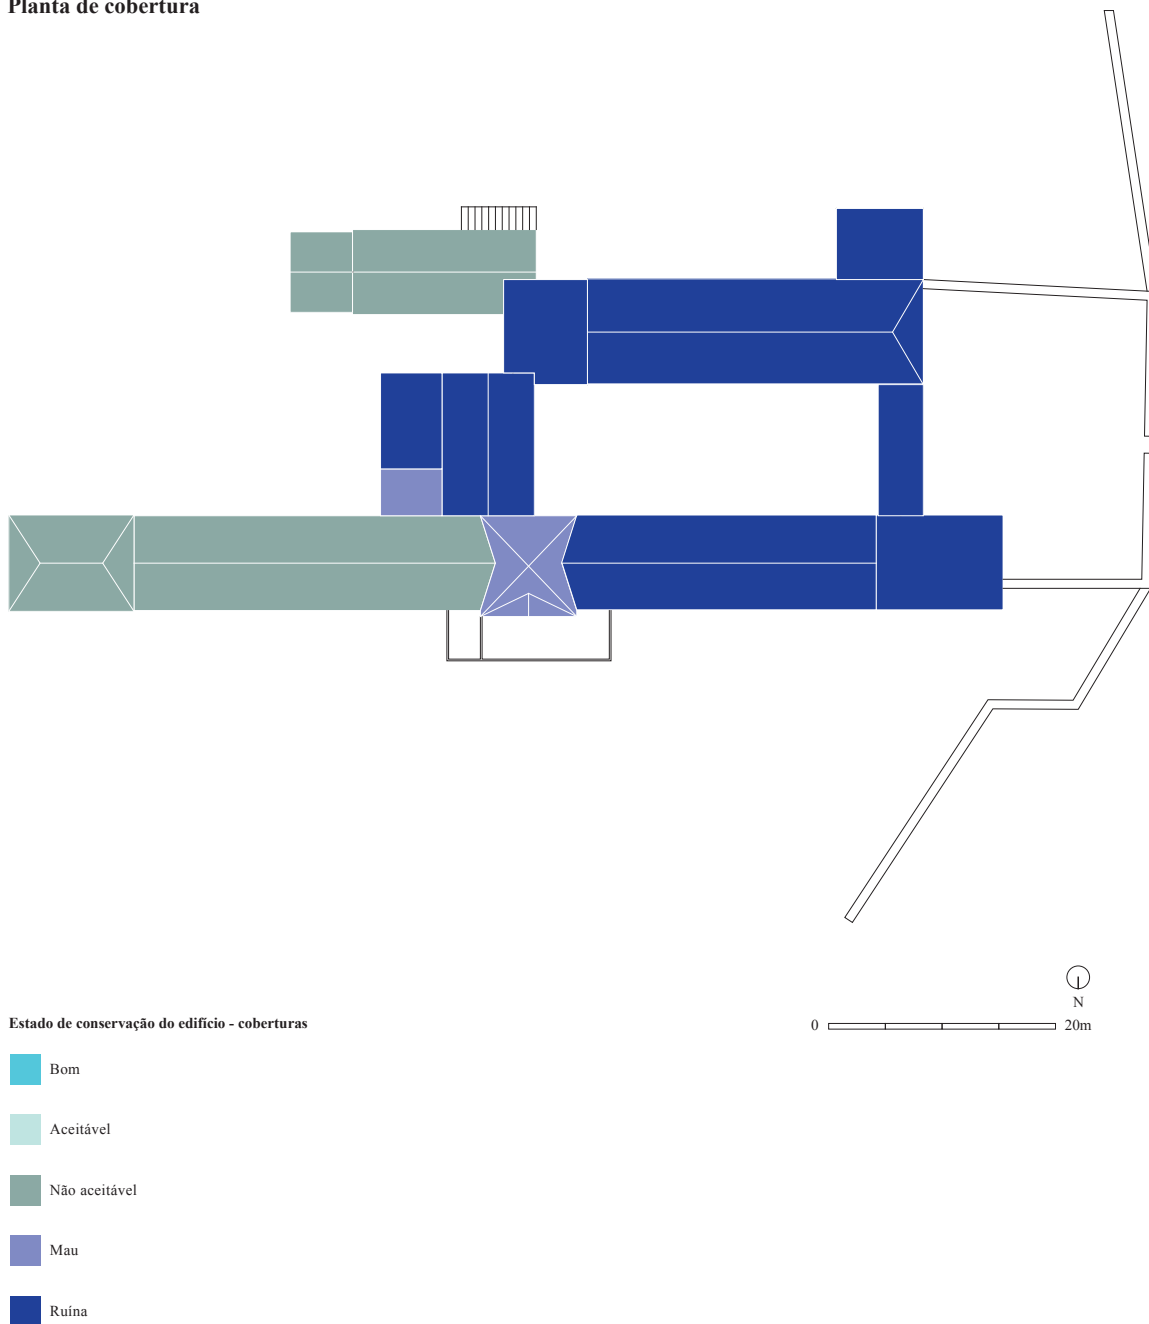 Planta de cobertura
N
Estado de conservação do edifício - coberturas
0 20m
Bom
Aceitável
Não aceitável
Mau
Ruína